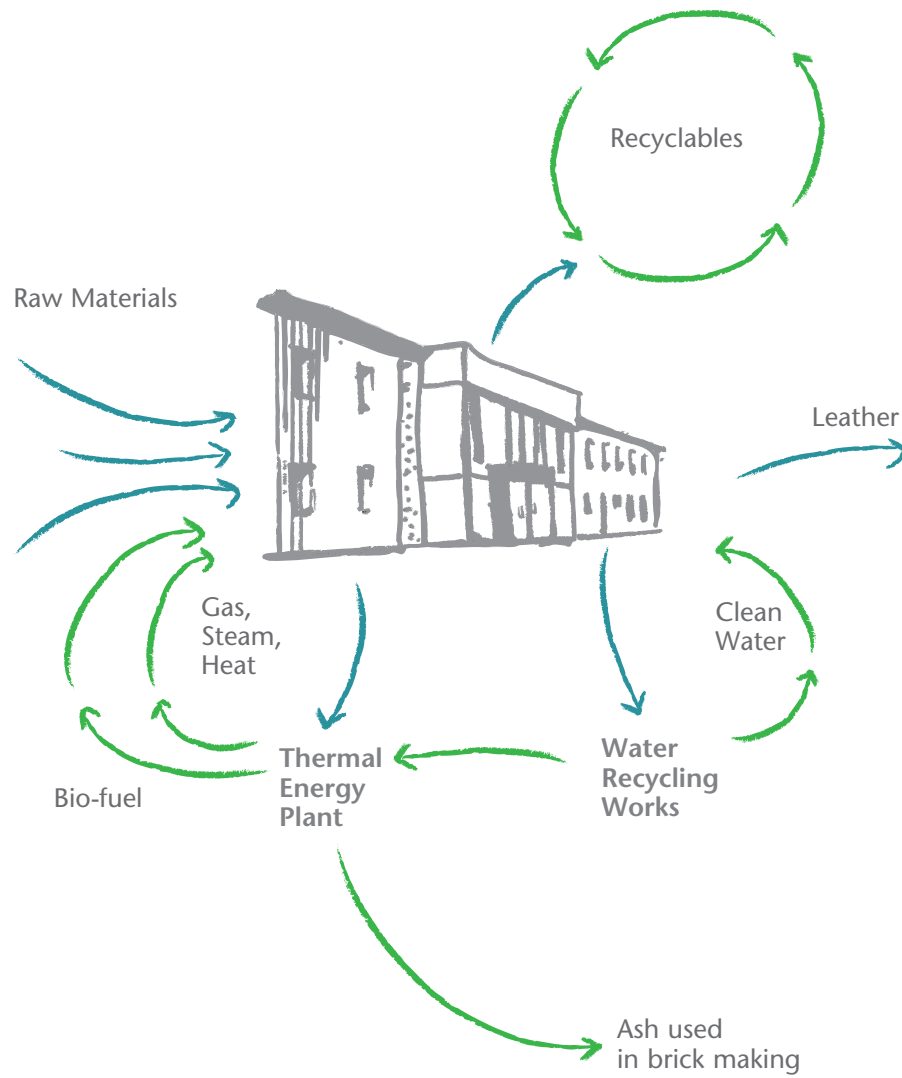 Recyclables
Raw Materials
Leather
Gas,
Steam,
Heat
Clean
Water
Thermal
Energy
Plant
Water
Recycling
Works
Bio-fuel
Ash used
in brick making